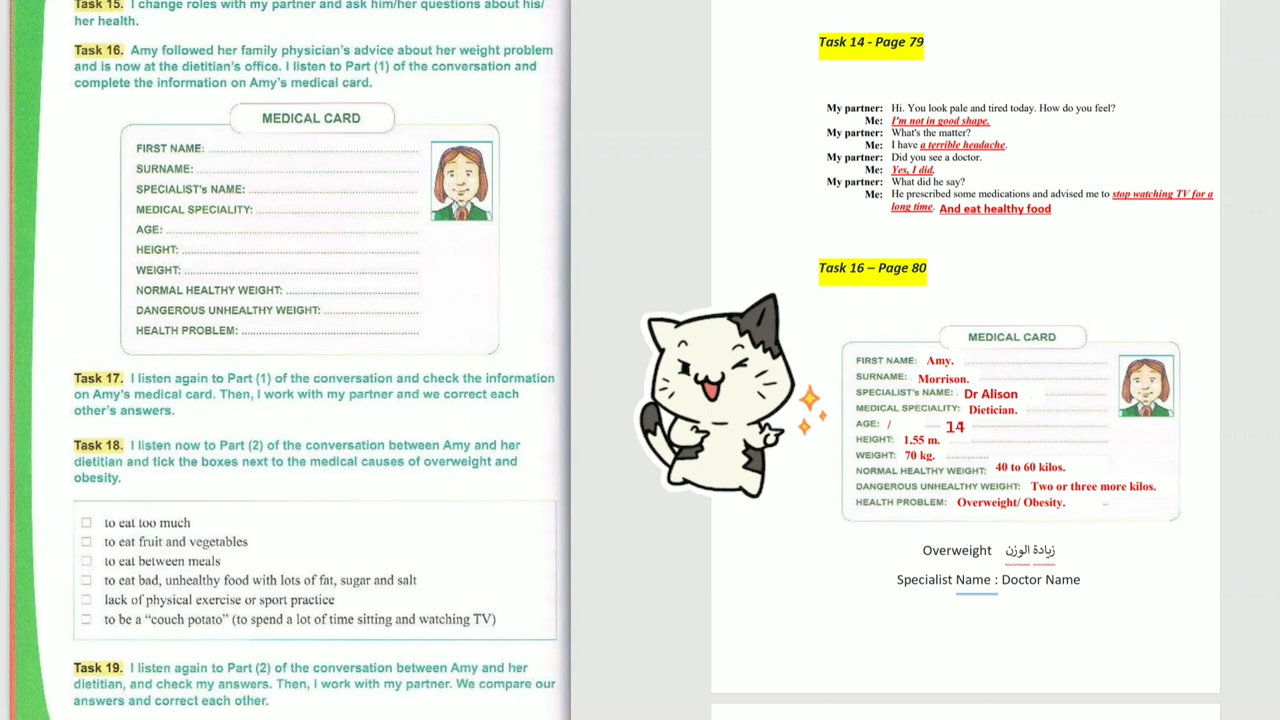 Task 15. I change roles with my partner and ask him/her questions about his/
her health.
Task 16. Amy followed her family physician's advice about her weight problem
and is now at the dietitian's office. I listen to Part (1) of the conversation and
complete the information on Amy's medical card.
MEDICAL CARD
FIRST NAME:
SURNAME:
SPECIALIST's NAME:
MEDICAL SPECIALITY:
AGE:
HEIGHT:
WEIGHT:
NORMAL HEALTHY WEIGHT:
DANGEROUS UNHEALTHY WEIGHT:
HEALTH PROBLEM:
Task 17. I listen again to Part (1) of the conversation and check the information
on Amy's medical card. Then, I work with my partner and we correct each
other's answers.
Task 18. I listen now to Part (2) of the conversation between Amy and her
dietitian and tick the boxes next to the medical causes of overweight and
obesity.
to eat too much
to eat fruit and vegetables
to eat between meals
to eat bad, unhealthy food with lots of fat, sugar and salt
lack of physical exercise or sport practice
to be a "couch potato" (to spend a lot of time sitting and watching TV)
Task 19. I listen again to Part (2) of the conversation between Amy and her
dietitian, and check my answers. Then, I work with my partner. We compare our
answers and correct each other.
Task 14 - Page 79
My partner: Hi. You look pale and tired today. How do you feel?
Me: I'm not in good shape.
My partner: What's the matter?
Me: I have a terrible headache.
My partner: Did you see a doctor.
Me: Yes, I did.
My partner: What did he say?
Me: He prescribed some medications and advised me to stop watching TV for a
long time. And eat healthy food
Task 16 – Page 80
MEDICAL CARD
FIRST NAME: Amy.
SURNAME: Morrison.
SPECIALIST's NAME: Dr Alison
MEDICAL SPECIALITY: Dietician.
AGE: / 14
HEIGHT: 1.55 m.
WEIGHT: 70 kg.
NORMAL HEALTHY WEIGHT: 40 to 60 kilos.
DANGEROUS UNHEALTHY WEIGHT: Two or three more kilos.
HEALTH PROBLEM: Overweight/ Obesity.
Overweight زيادة الوزن
Specialist Name : Doctor Name